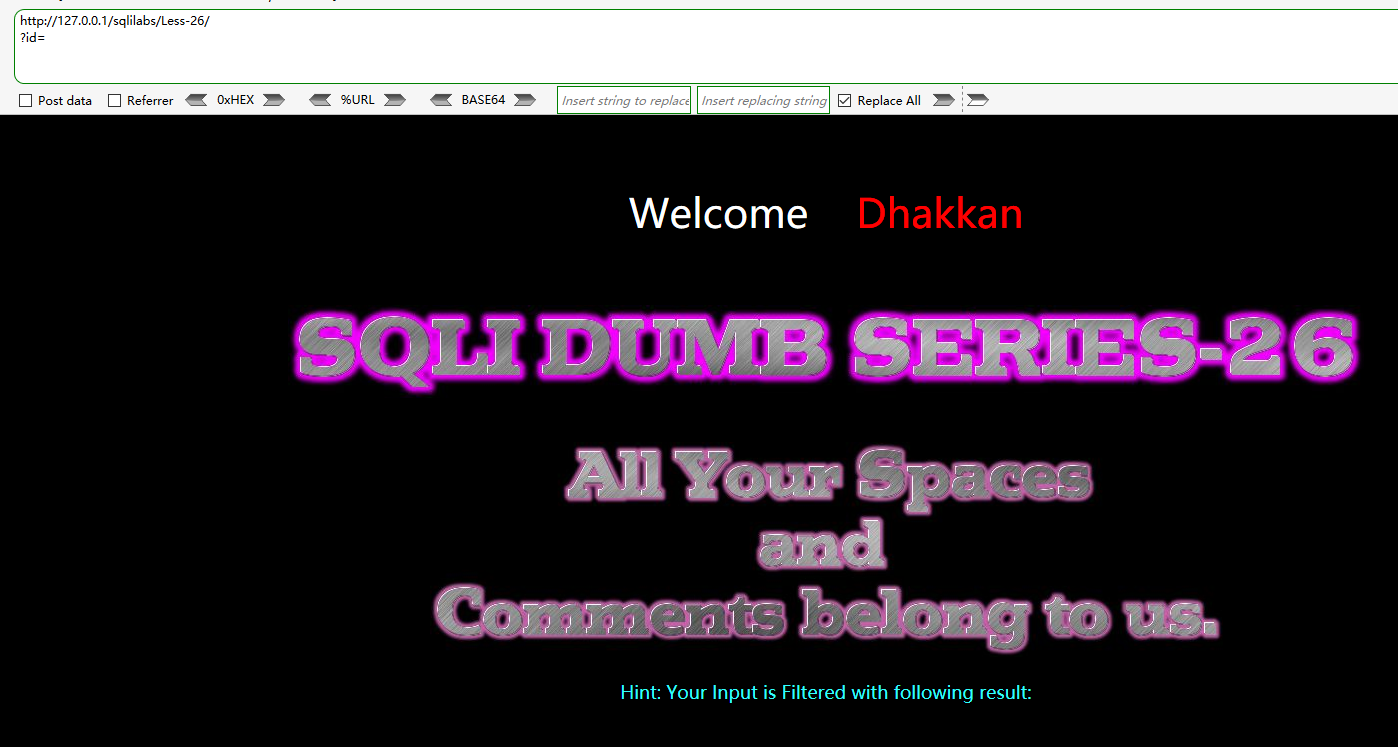 http://127.0.0.1/sqlilabs/Less-26/
?id=
Post data Referrer 0xHEX %URL BASE64 Insert string to replace Insert replacing string Replace All
Welcome Dhakkan
SQLI DUMB SERIES-26
All Your Spaces
and
Comments belong to us.
Hint: Your Input is Filtered with following result: